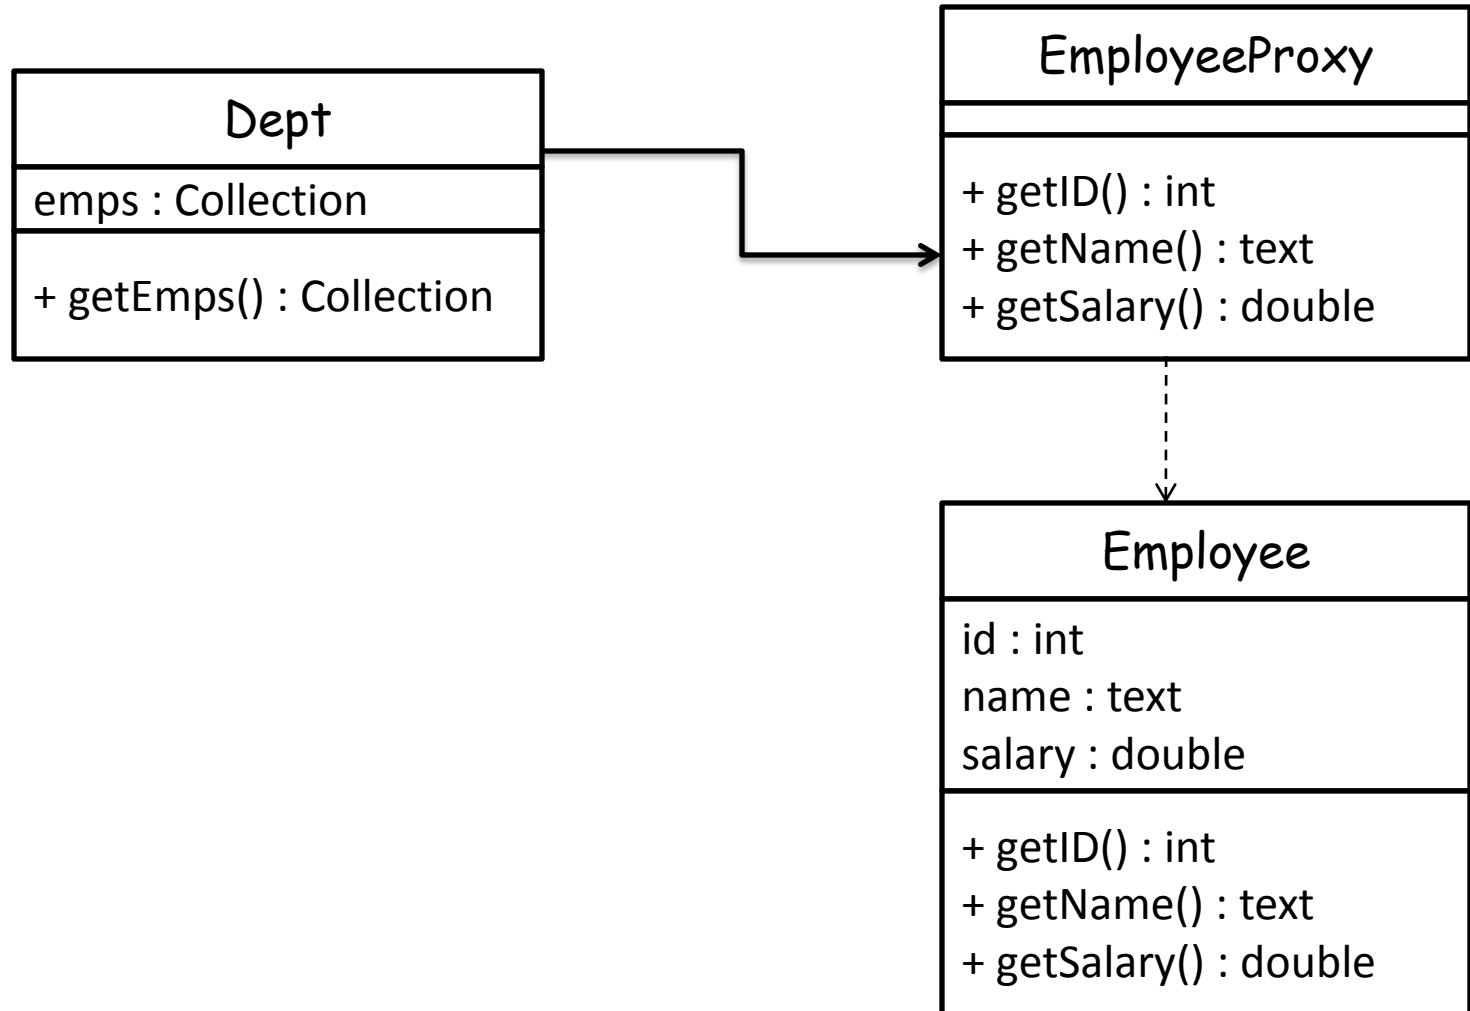 Dept
emps : Collection
+ getEmps() : Collection
EmployeeProxy
+ getID() : int
+ getName() : text
+ getSalary() : double
Employee
id : int
name : text
salary : double
+ getID() : int
+ getName() : text
+ getSalary() : double